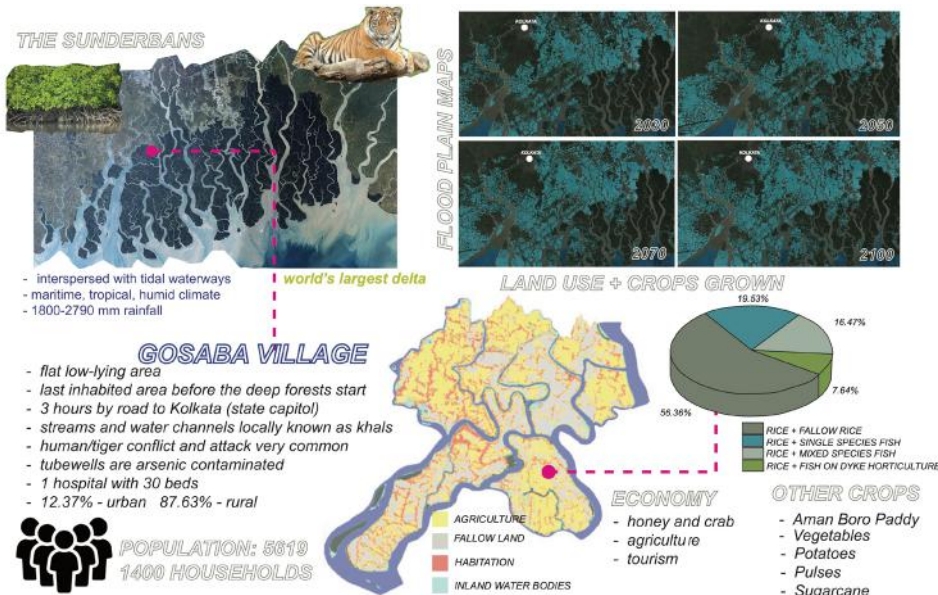 THE SUNDERBANS
- interspersed with tidal waterways
- maritime, tropical, humid climate
- 1800-2790 mm rainfall
world's largest delta
FLOOD PLAIN MAPS
KOLKATA
2030
KOLKATA
2050
KOLKATA
2070
KOLKATA
2100
GOSABA VILLAGE
- flat low-lying area
- last inhabited area before the deep forests start
- 3 hours by road to Kolkata (state capitol)
- streams and water channels locally known as khals
- human/tiger conflict and attack very common
- tubewells are arsenic contaminated
- 1 hospital with 30 beds
- 12.37% - urban 87.63% - rural
POPULATION: 5619
1400 HOUSEHOLDS
LAND USE + CROPS GROWN
19.53%
16.47%
7.64%
56.36%
RICE + FALLOW RICE
RICE + SINGLE SPECIES FISH
RICE + MIXED SPECIES FISH
RICE + FISH ON DYKE HORTICULTURE
AGRICULTURE
FALLOW LAND
HABITATION
INLAND WATER BODIES
ECONOMY
- honey and crab
- agriculture
- tourism
OTHER CROPS
- Aman Boro Paddy
- Vegetables
- Potatoes
- Pulses
- Sugarcane